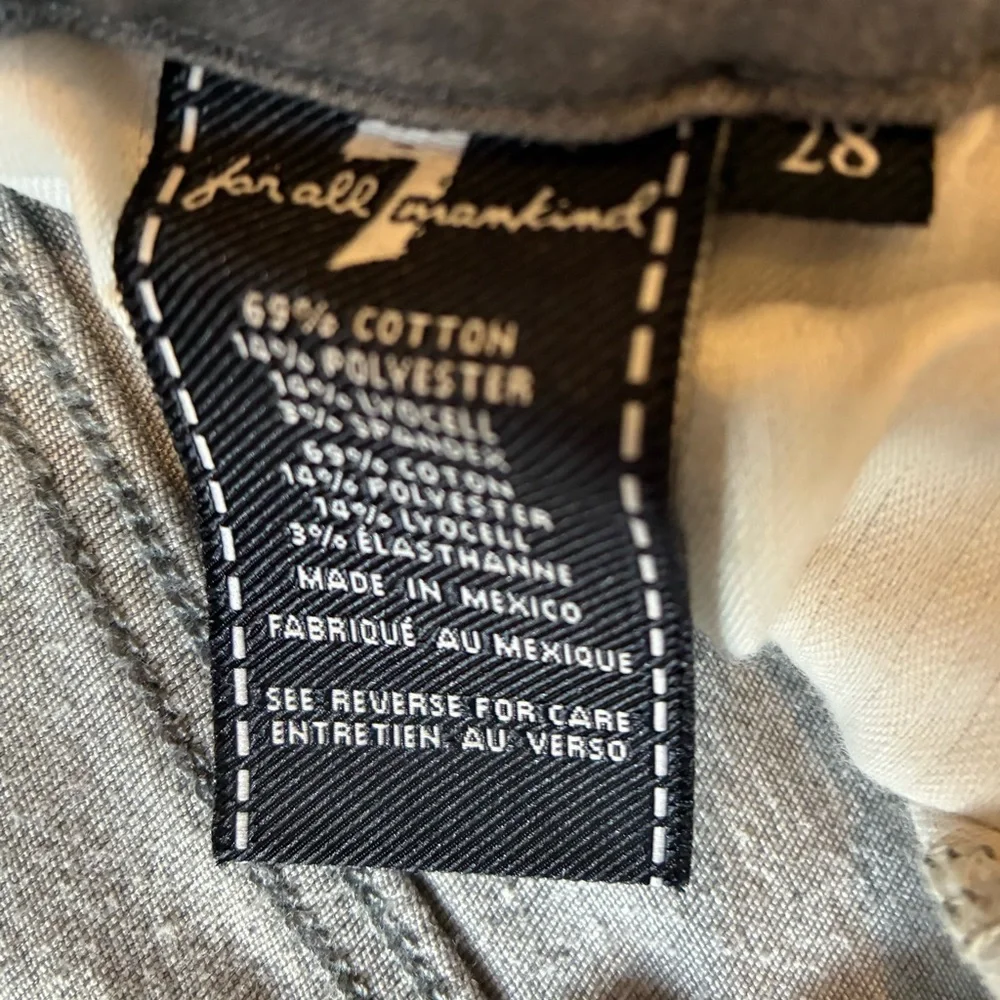 for all 7 mankind
28
69% COTTON
14% POLYESTER
14% LYOCELL
3% SPANDEX
69% COTON
14% POLYESTER
14% LYOCELL
3% ELASTHANNE
MADE IN MEXICO
FABRIQUÉ AU MEXIQUE
SEE REVERSE FOR CARE
ENTRETIEN AU VERSO